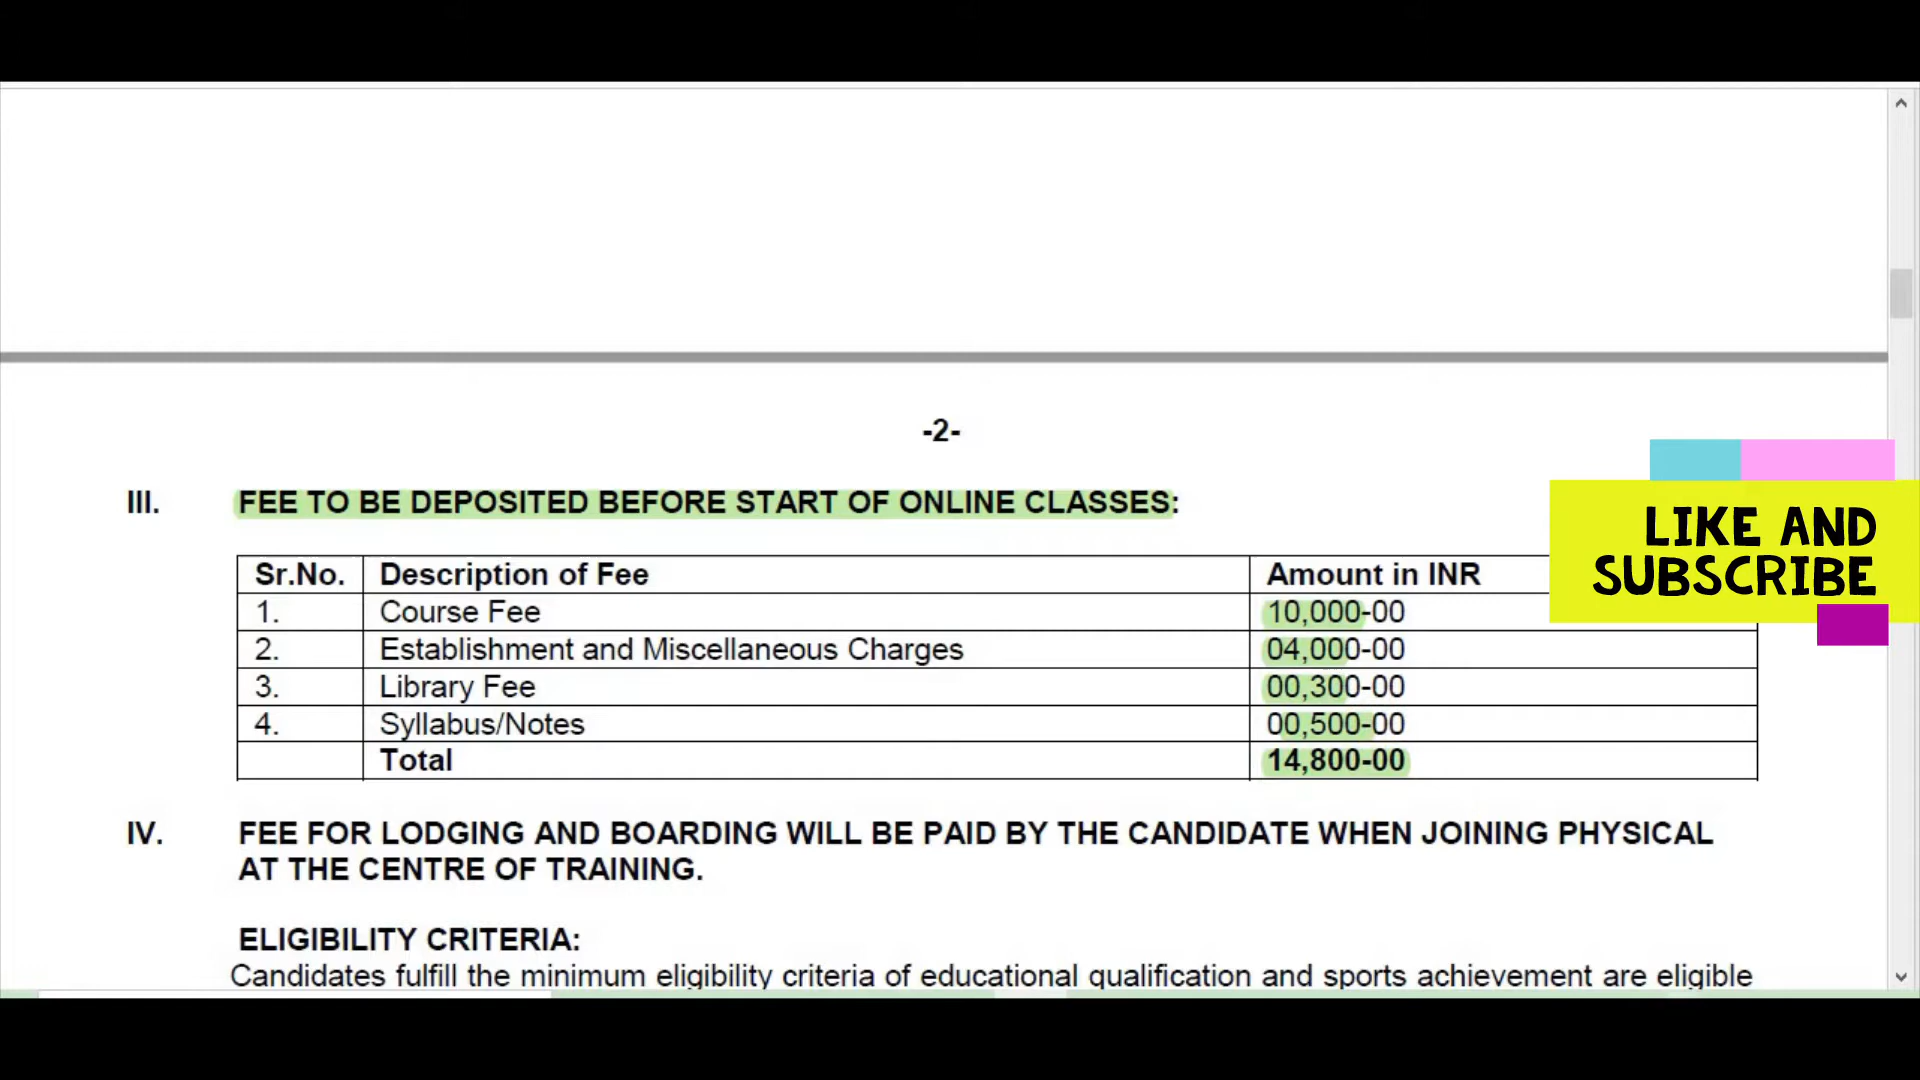 -2-
III. FEE TO BE DEPOSITED BEFORE START OF ONLINE CLASSES:
LIKE AND
SUBSCRIBE
Sr.No. Description of Fee Amount in INR
1. Course Fee 10,000-00
2. Establishment and Miscellaneous Charges 04,000-00
3. Library Fee 00,300-00
4. Syllabus/Notes 00,500-00
Total 14,800-00
IV. FEE FOR LODGING AND BOARDING WILL BE PAID BY THE CANDIDATE WHEN JOINING PHYSICAL
AT THE CENTRE OF TRAINING.
ELIGIBILITY CRITERIA:
Candidates fulfill the minimum eligibility criteria of educational qualification and sports achievement are eligible